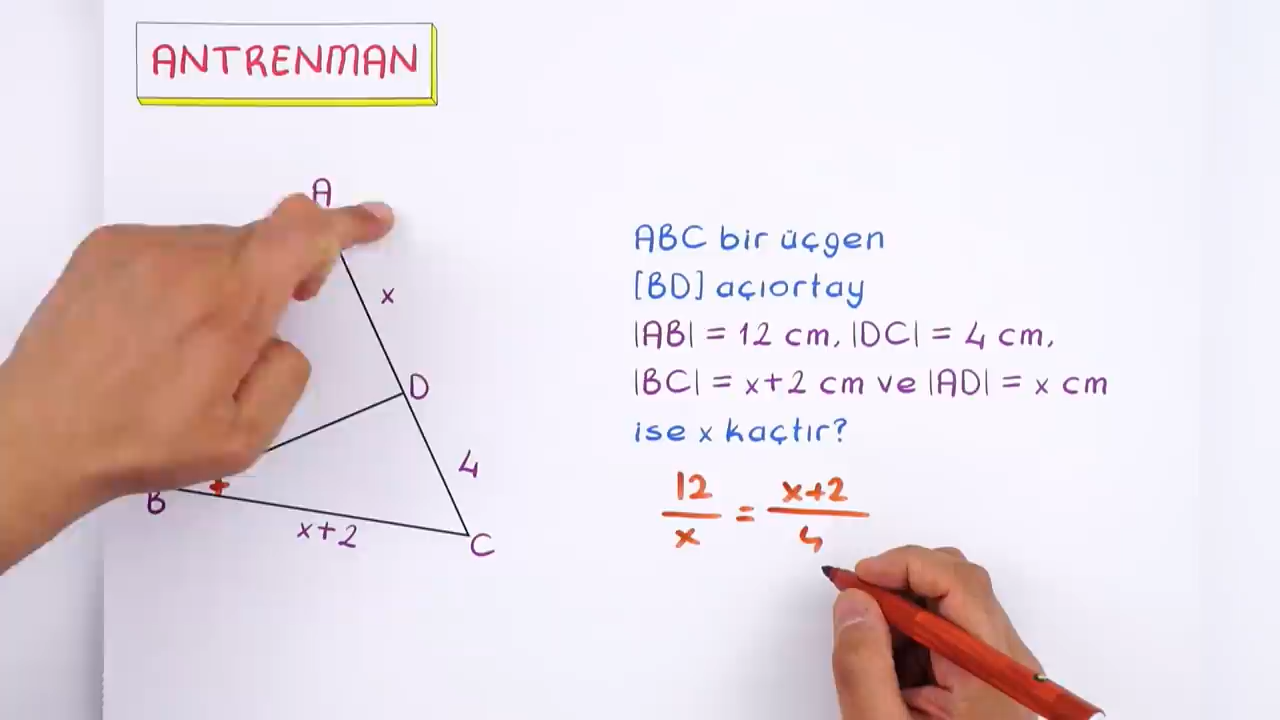 ANTRENMAN
A
x
D
4
B
x+2
C
ABC bir üçgen
[BD] açıortay
|AB| = 12 cm, |DC| = 4 cm,
|BC| = x+2 cm ve |AD| = x cm
ise x kaçtır?
12/x = x+2/4